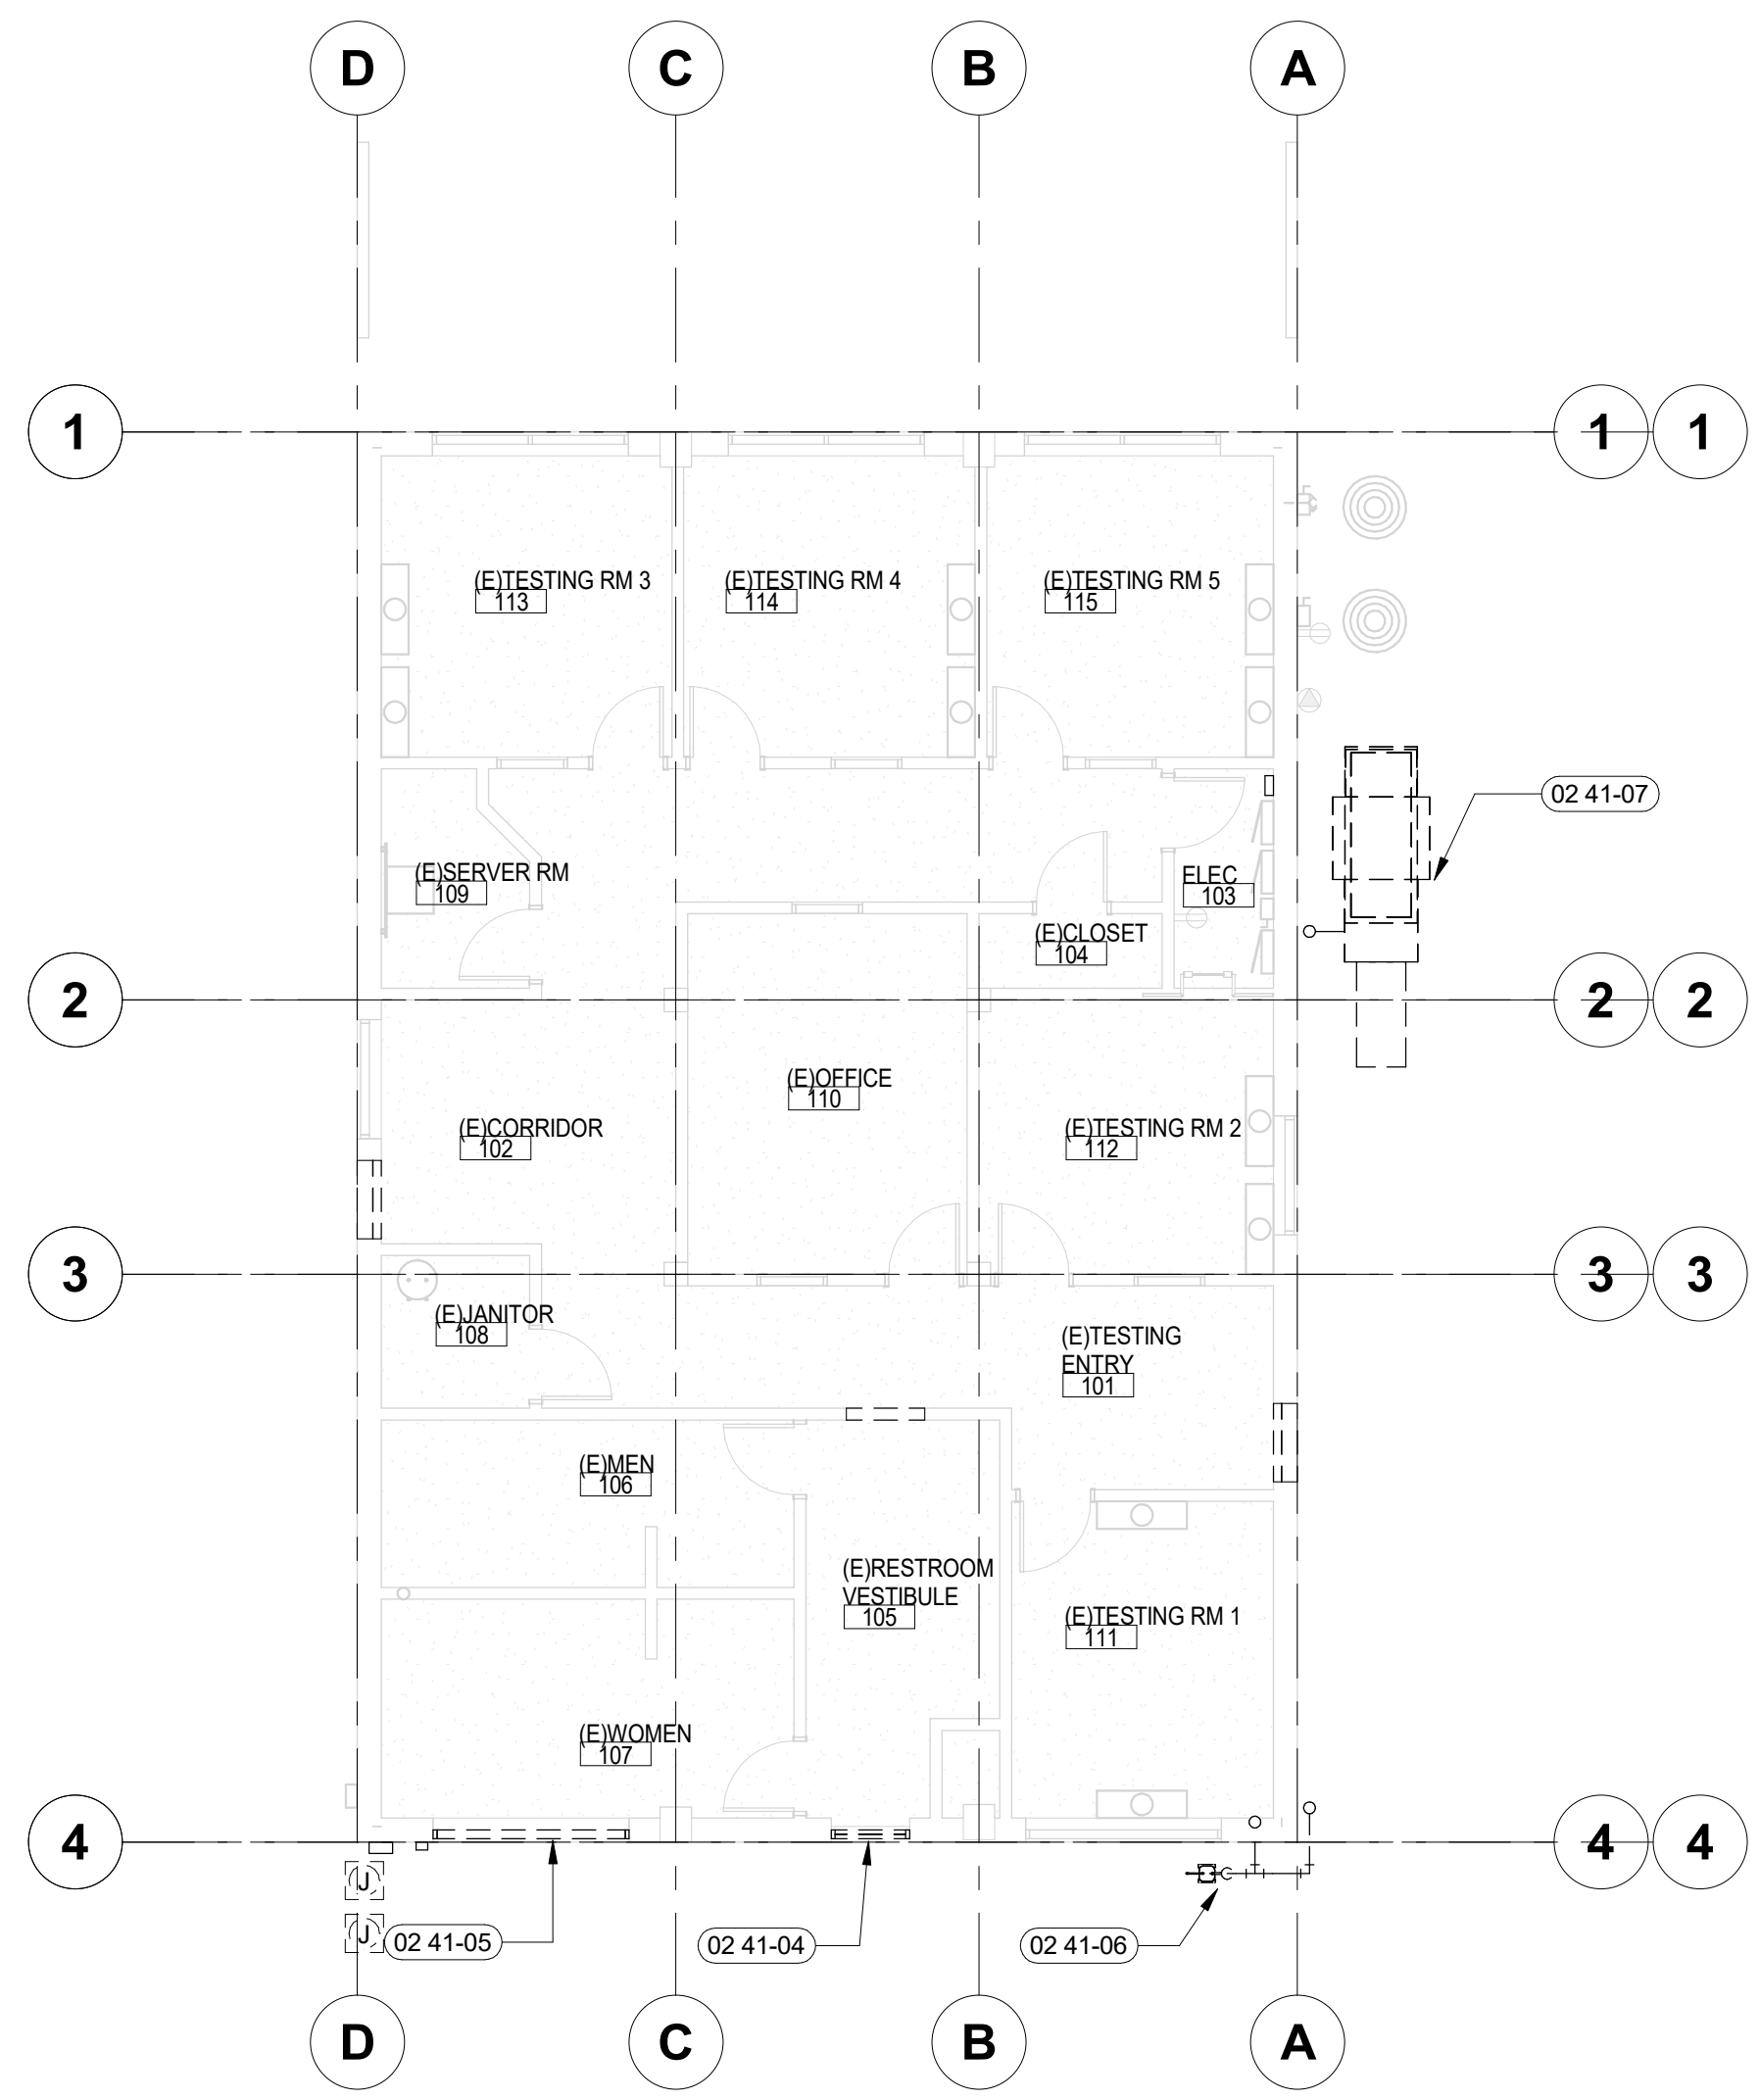 D
C
B
A
1
1
1
(E)TESTING RM 3
113
(E)TESTING RM 4
114
(E)TESTING RM 5
115
02 41-07
(E)SERVER RM
109
ELEC
103
(E)CLOSET
104
2
2
2
(E)OFFICE
110
(E)CORRIDOR
102
(E)TESTING RM 2
112
3
3
3
(E)JANITOR
108
(E)TESTING
ENTRY
101
(E)MEN
106
(E)RESTROOM
VESTIBULE
105
(E)TESTING RM 1
111
(E)WOMEN
107
4
4
4
J
J
02 41-05
02 41-04
02 41-06
D
C
B
A